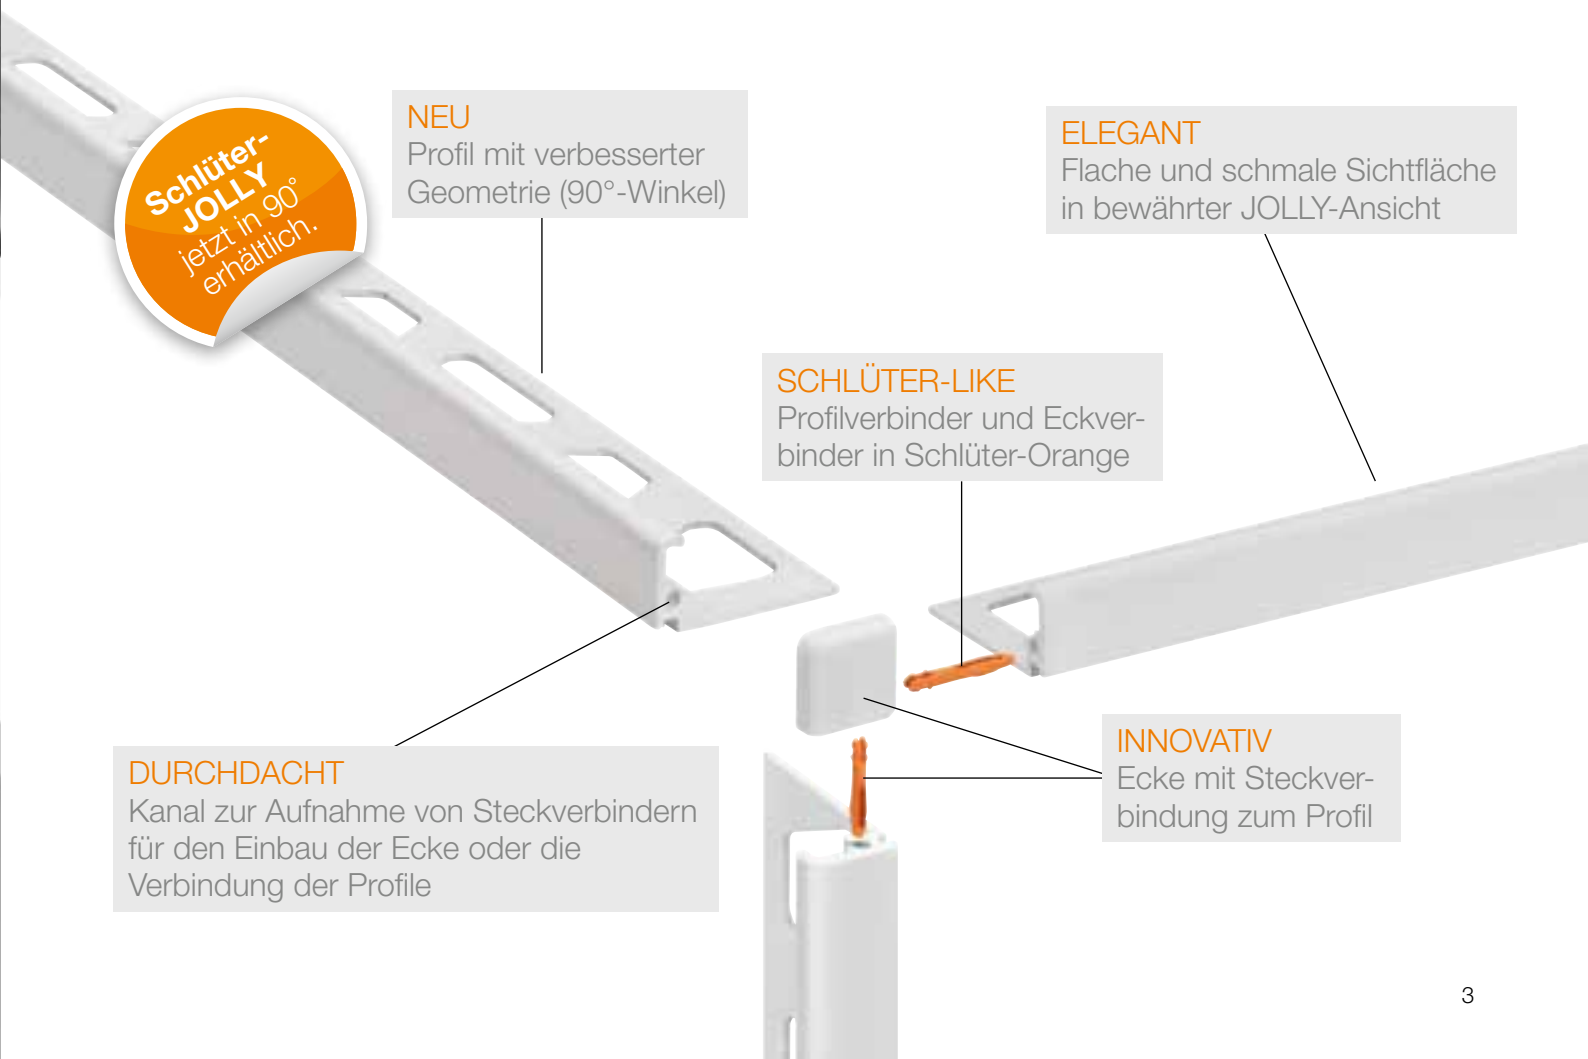 Schlüter-
JOLLY
jetzt in 90°
erhältlich.
NEU
Profil mit verbesserter
Geometrie (90°-Winkel)
ELEGANT
Flache und schmale Sichtfläche
in bewährter JOLLY-Ansicht
SCHLÜTER-LIKE
Profilverbinder und Eckver-
binder in Schlüter-Orange
DURCHDACHT
Kanal zur Aufnahme von Steckverbindern
für den Einbau der Ecke oder die
Verbindung der Profile
INNOVATIV
Ecke mit Steckver-
bindung zum Profil
3